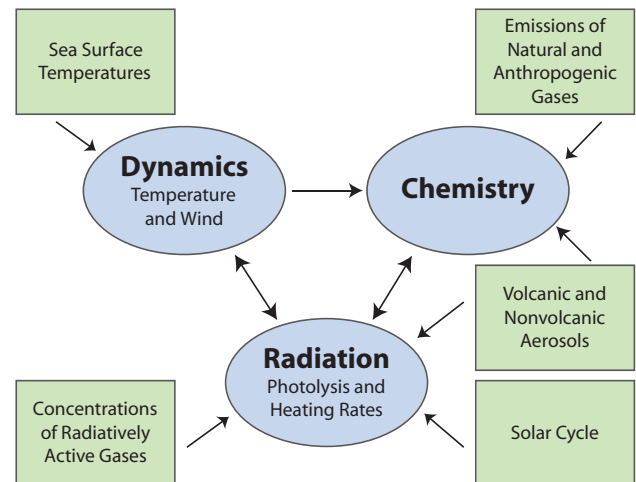 Sea Surface
Temperatures
Emissions of
Natural and
Anthropogenic
Gases
Dynamics
Temperature
and Wind
Chemistry
Volcanic and
Nonvolcanic
Aerosols
Radiation
Photolysis and
Heating Rates
Concentrations
of Radiatively
Active Gases
Solar Cycle